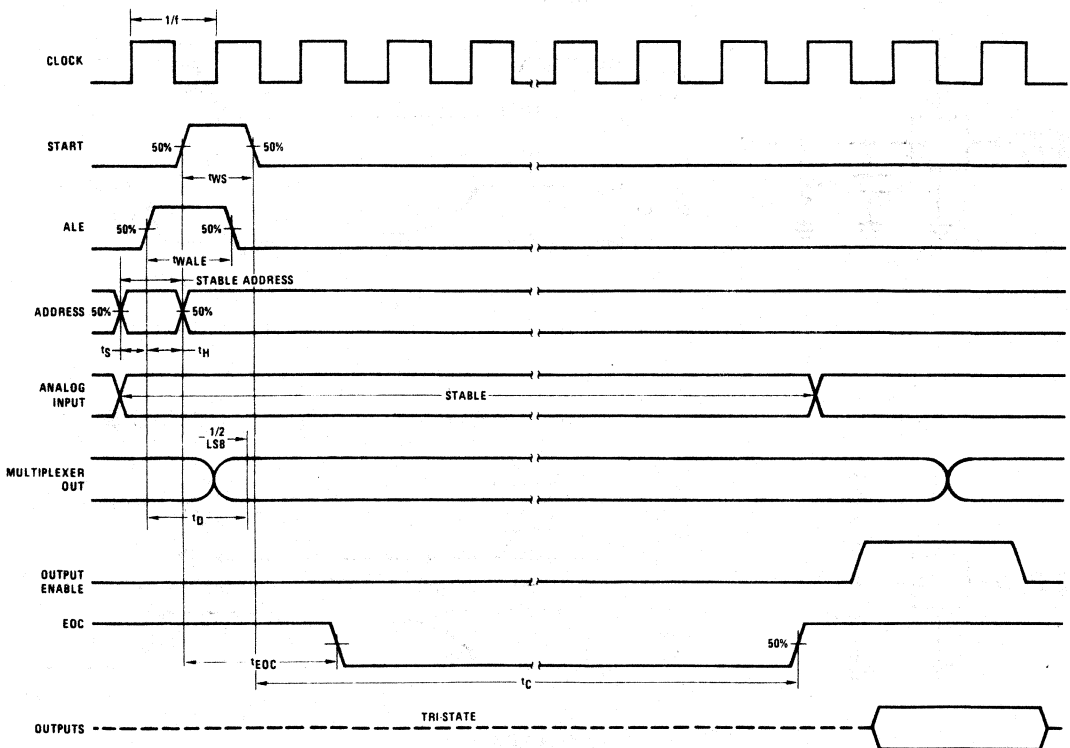 1/f
CLOCK
START
50%
50%
tWS
ALE
50%
50%
tWALE
STABLE ADDRESS
ADDRESS
50%
50%
tS
tH
ANALOG
INPUT
STABLE
1/2
LSB
MULTIPLEXER
OUT
tD
OUTPUT
ENABLE
EOC
50%
tEOC
tC
TRI-STATE
OUTPUTS